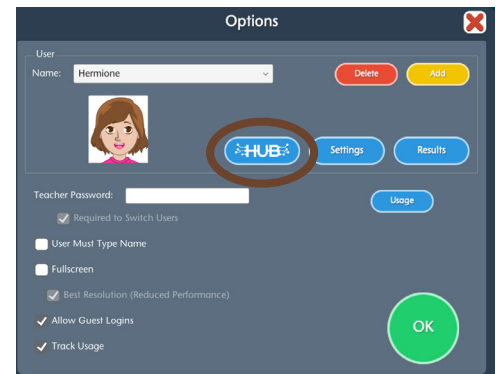 Options
User
Name: Hermione Delete Add
HUB Settings Results
Teacher Password: Usage
Required to Switch Users
User Must Type Name
Fullscreen
Best Resolution (Reduced Performance)
Allow Guest Logins
OK
Track Usage